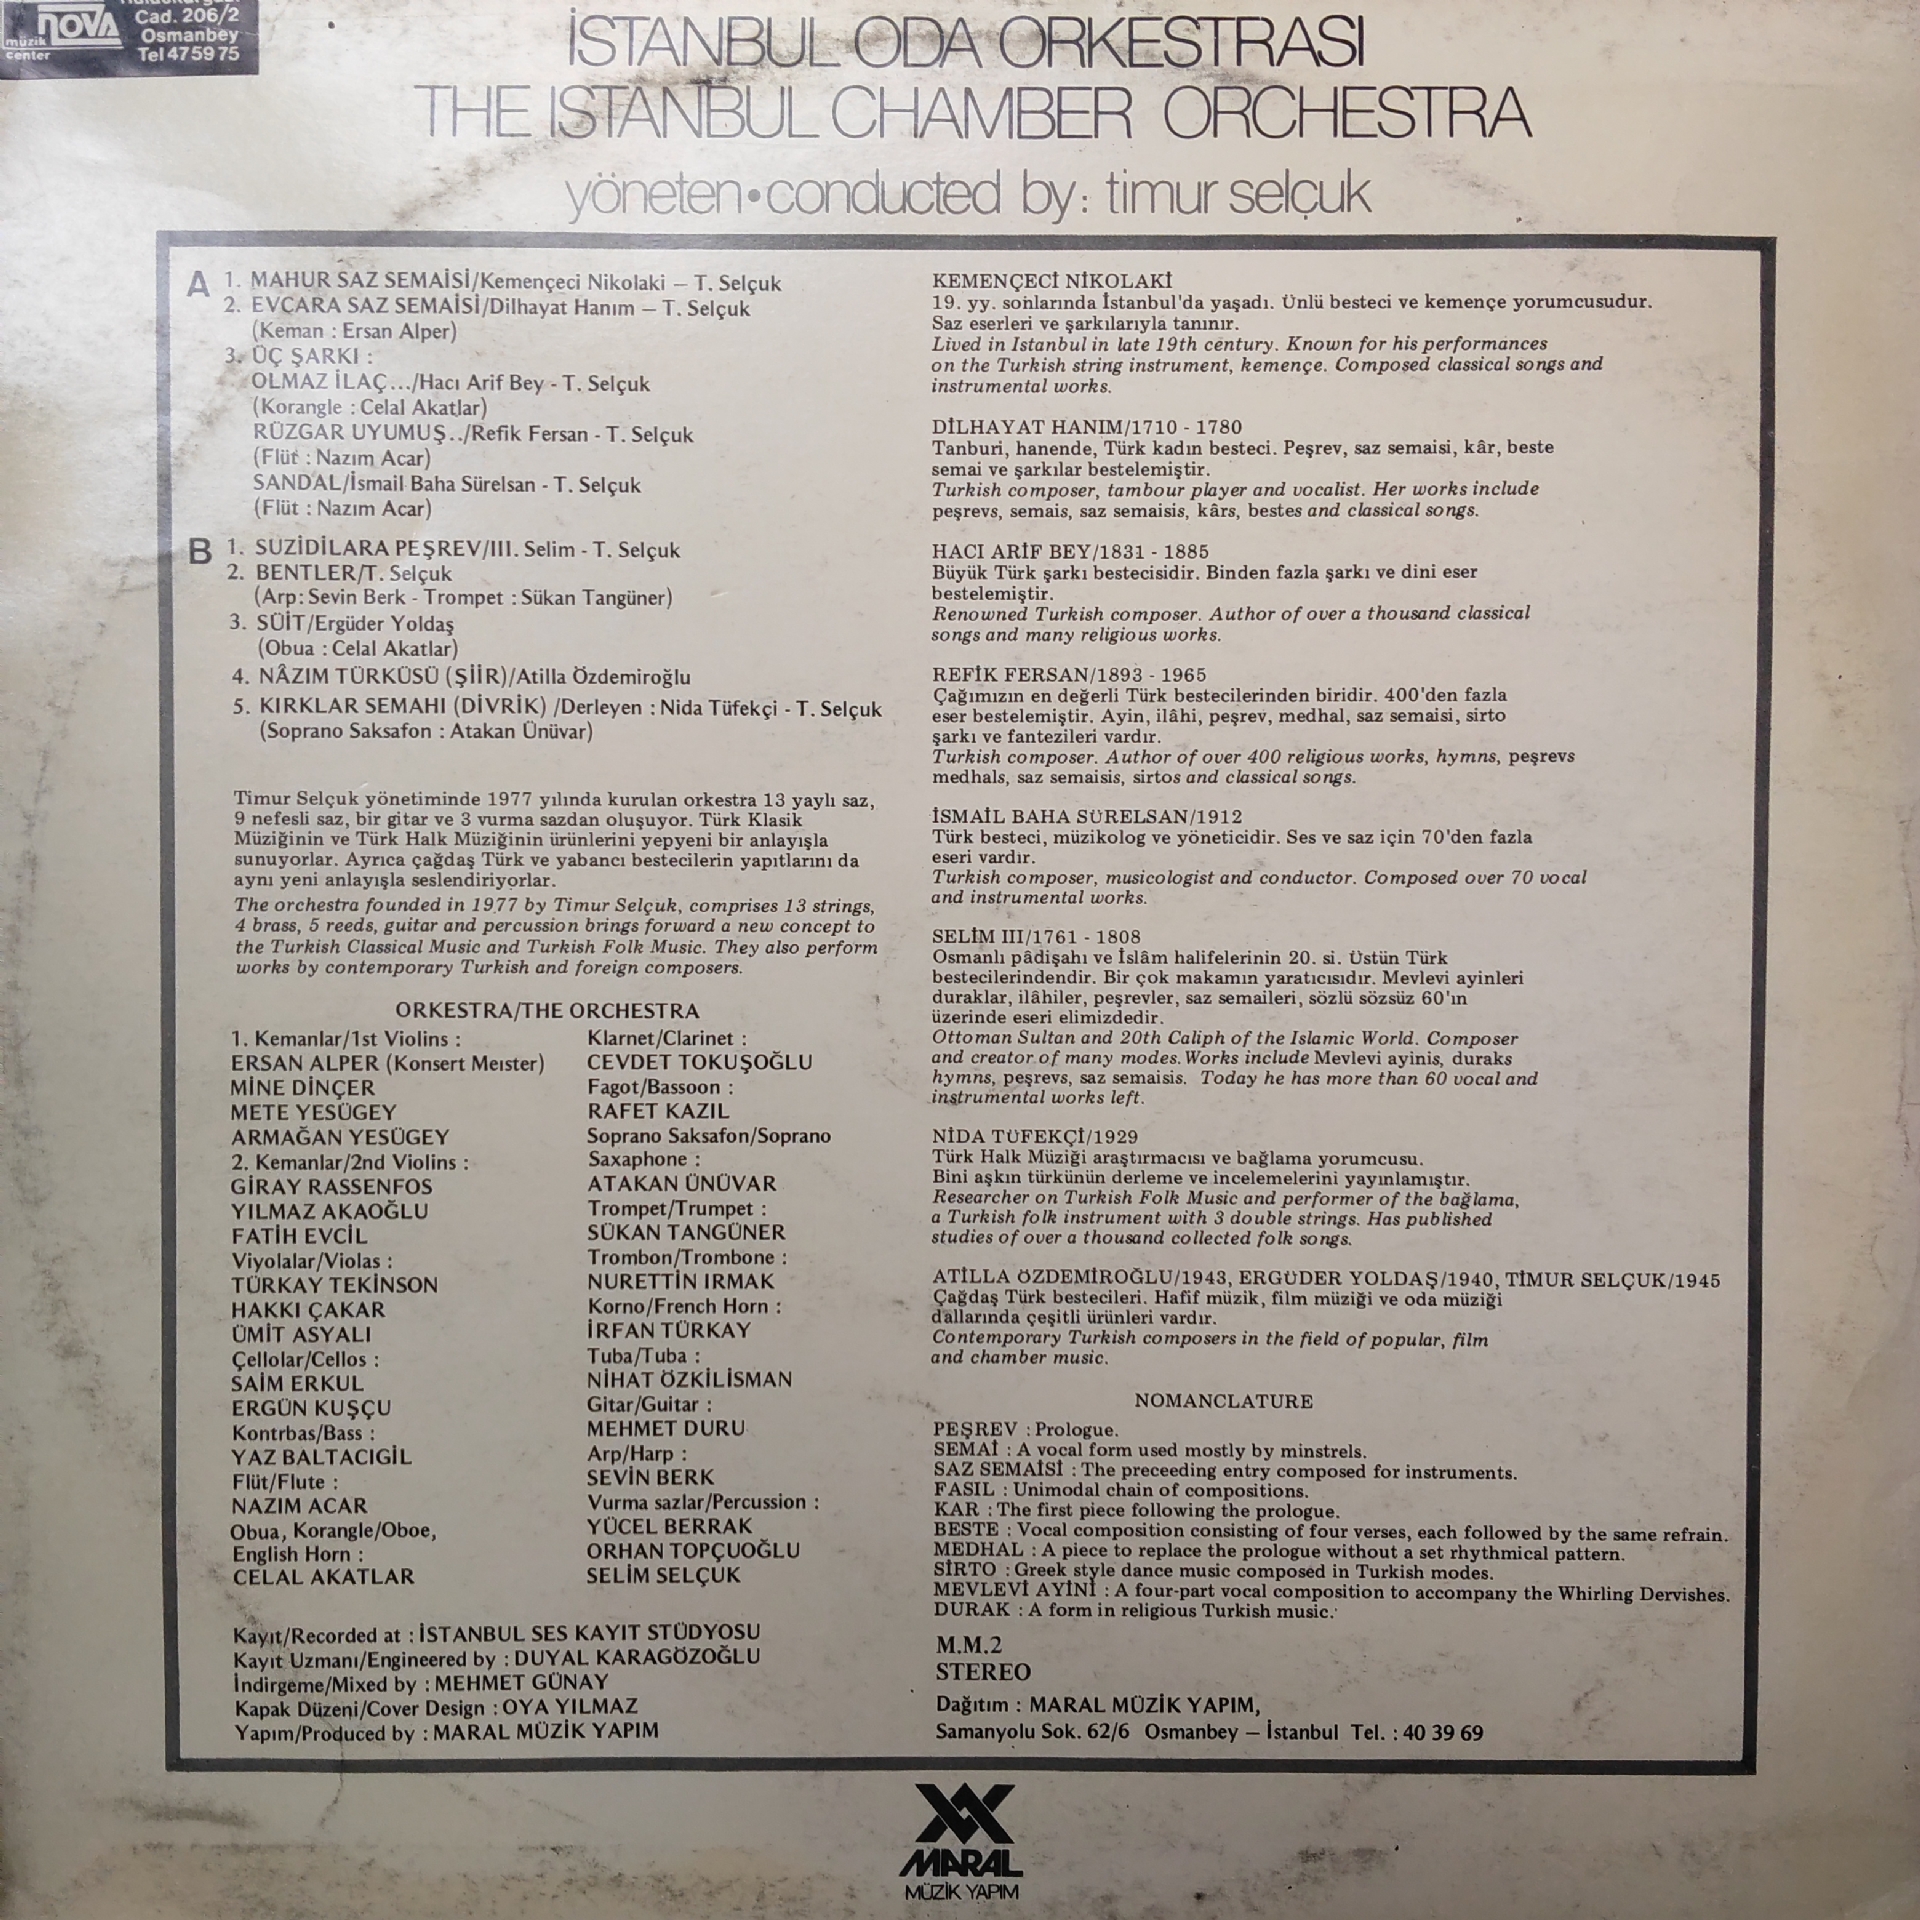 NOVA
müzik
center
Cad. 206/2
Osmanbey
Tel 47 59 75
İSTANBUL ODA ORKESTRASI
THE ISTANBUL CHAMBER ORCHESTRA
yöneten•conducted by: timur selçuk
A 1. MAHUR SAZ SEMAİSİ/Kemençeci Nikolaki – T. Selçuk
2. EVCARA SAZ SEMAİSİ/Dilhayat Hanım – T. Selçuk
(Keman : Ersan Alper)
3. ÜÇ ŞARKI :
OLMAZ İLAÇ.../Hacı Arif Bey - T. Selçuk
(Korangle : Celal Akatlar)
RÜZGAR UYUMUŞ../Refik Fersan - T. Selçuk
(Flüt : Nazım Acar)
SANDAL/İsmail Baha Sürelsan - T. Selçuk
(Flüt : Nazım Acar)
B 1. SUZİDİLARA PEŞREV/III. Selim - T. Selçuk
2. BENTLER/T. Selçuk
(Arp: Sevin Berk - Trompet : Sükan Tangüner)
3. SÜİT/Ergüder Yoldaş
(Obua : Celal Akatlar)
4. NÂZIM TÜRKÜSÜ (ŞİİR)/Atilla Özdemiroğlu
5. KIRKLAR SEMAHI (DİVRİK) /Derleyen : Nida Tüfekçi - T. Selçuk
(Soprano Saksafon : Atakan Ünüvar)
Timur Selçuk yönetiminde 1977 yılında kurulan orkestra 13 yaylı saz,
9 nefesli saz, bir gitar ve 3 vurma sazdan oluşuyor. Türk Klasik
Müziğinin ve Türk Halk Müziğinin ürünlerini yepyeni bir anlayışla
sunuyorlar. Ayrıca çağdaş Türk ve yabancı bestecilerin yapıtlarını da
aynı yeni anlayışla seslendiriyorlar.
The orchestra founded in 1977 by Timur Selçuk, comprises 13 strings,
4 brass, 5 reeds, guitar and percussion brings forward a new concept to
the Turkish Classical Music and Turkish Folk Music. They also perform
works by contemporary Turkish and foreign composers.
ORKESTRA/THE ORCHESTRA
1. Kemanlar/1st Violins :
ERSAN ALPER (Konsert Meıster)
MİNE DİNÇER
METE YESÜGEY
ARMAĞAN YESÜGEY
2. Kemanlar/2nd Violins :
GİRAY RASSENFOS
YILMAZ AKAOĞLU
FATİH EVCİL
Viyolalar/Violas :
TÜRKAY TEKİNSON
HAKKI ÇAKAR
ÜMİT ASYALI
Çellolar/Cellos :
SAİM ERKUL
ERGÜN KUŞÇU
Kontrbas/Bass :
YAZ BALTACIGİL
Flüt/Flute :
NAZIM ACAR
Obua, Korangle/Oboe,
English Horn :
CELAL AKATLAR
Klarnet/Clarinet :
CEVDET TOKUŞOĞLU
Fagot/Bassoon :
RAFET KAZIL
Soprano Saksafon/Soprano
Saxaphone :
ATAKAN ÜNÜVAR
Trompet/Trumpet :
SÜKAN TANGÜNER
Trombon/Trombone :
NURETTİN IRMAK
Korno/French Horn :
İRFAN TÜRKAY
Tuba/Tuba :
NİHAT ÖZKİLİSMAN
Gitar/Guitar :
MEHMET DURU
Arp/Harp :
SEVİN BERK
Vurma sazlar/Percussion :
YÜCEL BERRAK
ORHAN TOPÇUOĞLU
SELİM SELÇUK
Kayıt/Recorded at : İSTANBUL SES KAYIT STÜDYOSU
Kayıt Uzmanı/Engineered by : DUYAL KARAGÖZOĞLU
İndirgeme/Mixed by : MEHMET GÜNAY
Kapak Düzeni/Cover Design : OYA YILMAZ
Yapım/Produced by : MARAL MÜZİK YAPIM
KEMENÇECİ NİKOLAKİ
19. yy. sonlarında İstanbul'da yaşadı. Ünlü besteci ve kemençe yorumcusudur.
Saz eserleri ve şarkılarıyla tanınır.
Lived in Istanbul in late 19th century. Known for his performances
on the Turkish string instrument, kemençe. Composed classical songs and
instrumental works.
DİLHAYAT HANIM/1710 - 1780
Tanburi, hanende, Türk kadın besteci. Peşrev, saz semaisi, kâr, beste
semai ve şarkılar bestelemiştir.
Turkish composer, tambour player and vocalist. Her works include
peşrevs, semais, saz semaisis, kârs, bestes and classical songs.
HACI ARİF BEY/1831 - 1885
Büyük Türk şarkı bestecisidir. Binden fazla şarkı ve dini eser
bestelemiştir.
Renowned Turkish composer. Author of over a thousand classical
songs and many religious works.
REFİK FERSAN/1893 - 1965
Çağımızın en değerli Türk bestecilerinden biridir. 400'den fazla
eser bestelemiştir. Ayin, ilâhi, peşrev, medhal, saz semaisi, sirto
şarkı ve fantezileri vardır.
Turkish composer. Author of over 400 religious works, hymns, peşrevs
medhals, saz semaisis, sirtos and classical songs.
İSMAİL BAHA SÜRELSAN/1912
Türk besteci, müzikolog ve yöneticidir. Ses ve saz için 70'den fazla
eseri vardır.
Turkish composer, musicologist and conductor. Composed over 70 vocal
and instrumental works.
SELİM III/1761 - 1808
Osmanlı pâdişahı ve İslâm halifelerinin 20. si. Üstün Türk
bestecilerindendir. Bir çok makamın yaratıcısıdır. Mevlevi ayinleri
duraklar, ilâhiler, peşrevler, saz semaileri, sözlü sözsüz 60'ın
üzerinde eseri elimizdedir.
Ottoman Sultan and 20th Caliph of the Islamic World. Composer
and creator of many modes. Works include Mevlevi ayinis, duraks
hymns, peşrevs, saz semaisis. Today he has more than 60 vocal and
instrumental works left.
NİDA TÜFEKÇİ/1929
Türk Halk Müziği araştırmacısı ve bağlama yorumcusu.
Bini aşkın türkünün derleme ve incelemelerini yayınlamıştır.
Researcher on Turkish Folk Music and performer of the bağlama,
a Turkish folk instrument with 3 double strings. Has published
studies of over a thousand collected folk songs.
ATİLLA ÖZDEMİROĞLU/1943, ERGÜDER YOLDAŞ/1940, TİMUR SELÇUK/1945
Çağdaş Türk bestecileri. Hafif müzik, film müziği ve oda müziği
dallarında çeşitli ürünleri vardır.
Contemporary Turkish composers in the field of popular, film
and chamber music.
NOMANCLATURE
PEŞREV : Prologue.
SEMAİ : A vocal form used mostly by minstrels.
SAZ SEMAİSİ : The preceeding entry composed for instruments.
FASIL : Unimodal chain of compositions.
KAR : The first piece following the prologue.
BESTE : Vocal composition consisting of four verses, each followed by the same refrain.
MEDHAL : A piece to replace the prologue without a set rhythmical pattern.
SİRTO : Greek style dance music composed in Turkish modes.
MEVLEVİ AYİNİ : A four-part vocal composition to accompany the Whirling Dervishes.
DURAK : A form in religious Turkish music.
M.M.2
STEREO
Dağıtım : MARAL MÜZİK YAPIM,
Samanyolu Sok. 62/6 Osmanbey – İstanbul Tel. : 40 39 69
MARAL
MÜZİK YAPIM